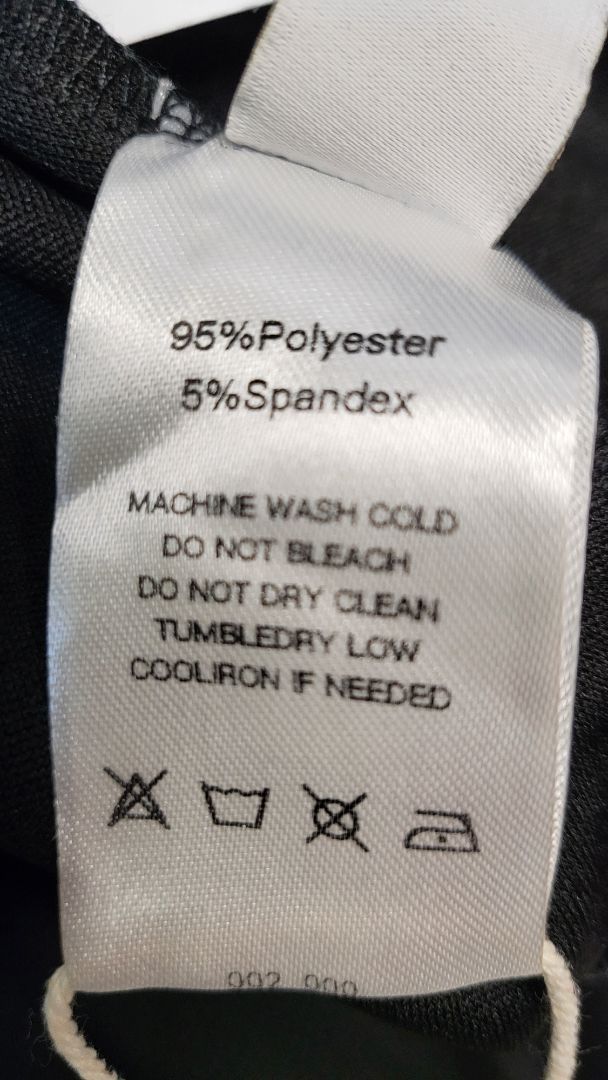 95%Polyester
5%Spandex
MACHINE WASH COLD
DO NOT BLEACH
DO NOT DRY CLEAN
TUMBLEDRY LOW
COOLIRON IF NEEDED